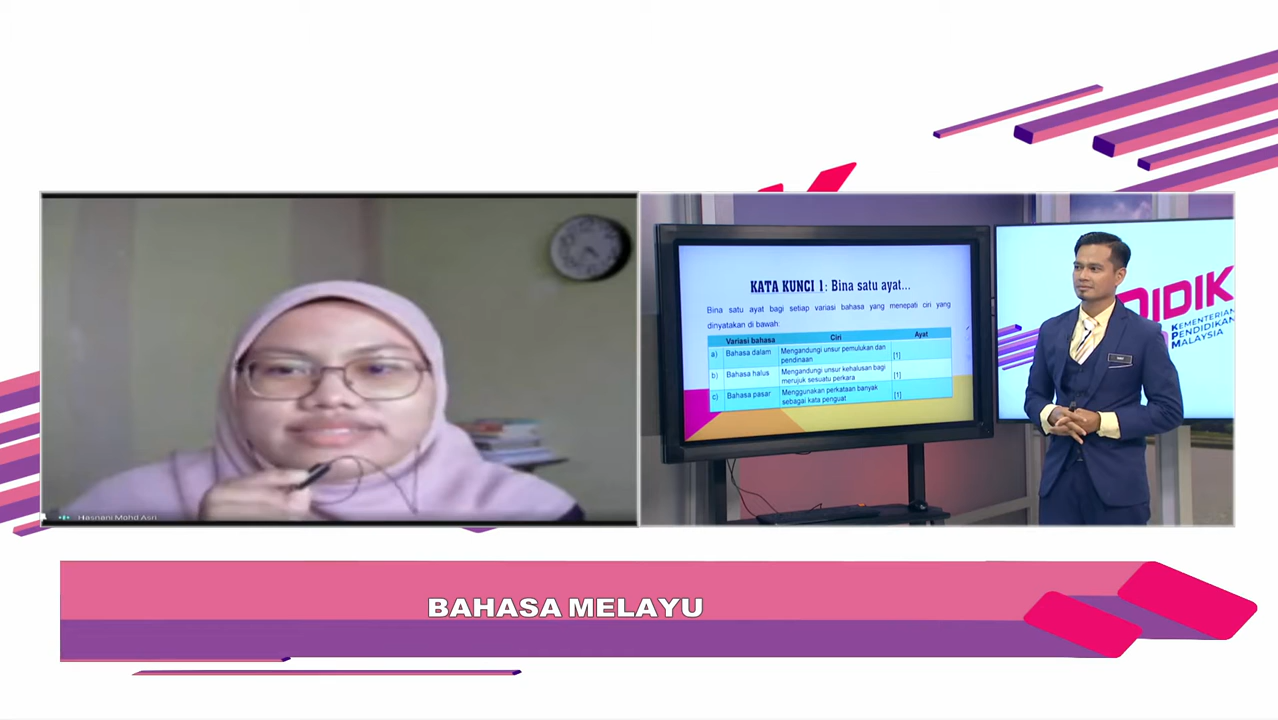 Hasnani Mohd Asri
KATA KUNCI 1: Bina satu ayat...
Bina satu ayat bagi setiap variasi bahasa yang menepati ciri yang
dinyatakan di bawah:
Variasi bahasa Ciri Ayat
a) Bahasa dalam Mengandungi unsur pemulukan dan
pendinaan [1]
b) Bahasa halus Mengandungi unsur kehalusan bagi
merujuk sesuatu perkara [1]
c) Bahasa pasar Menggunakan perkataan banyak
sebagai kata penguat [1]
DIDIK
KEMENTERIAN
PENDIDIKAN
MALAYSIA
BAHASA MELAYU